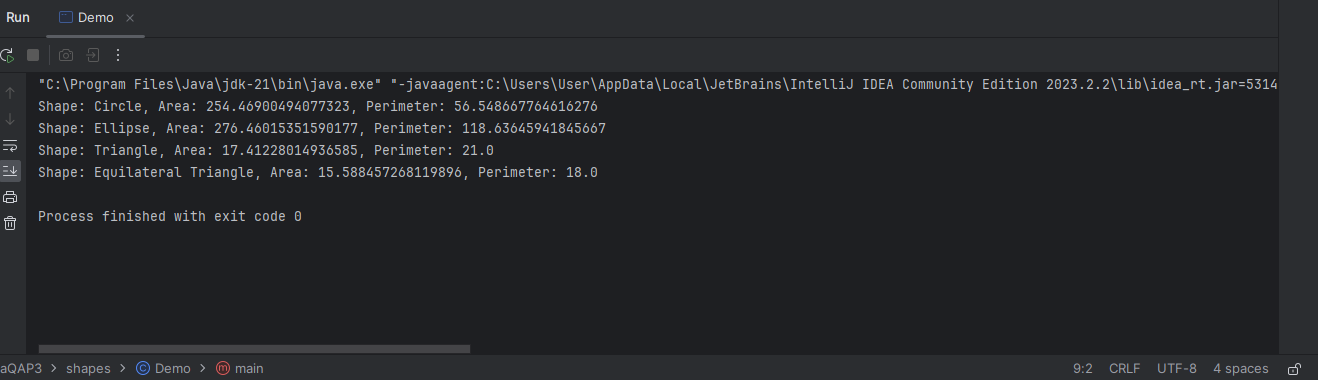 Run Demo
"C:\Program Files\Java\jdk-21\bin\java.exe" "-javaagent:C:\Users\User\AppData\Local\JetBrains\IntelliJ IDEA Community Edition 2023.2.2\lib\idea_rt.jar=5314
Shape: Circle, Area: 254.46900494077323, Perimeter: 56.548667764616276
Shape: Ellipse, Area: 276.46015351590177, Perimeter: 118.63645941845667
Shape: Triangle, Area: 17.41228014936585, Perimeter: 21.0
Shape: Equilateral Triangle, Area: 15.588457268119896, Perimeter: 18.0
Process finished with exit code 0
aQAP3 > shapes > Demo > main 9:2 CRLF UTF-8 4 spaces